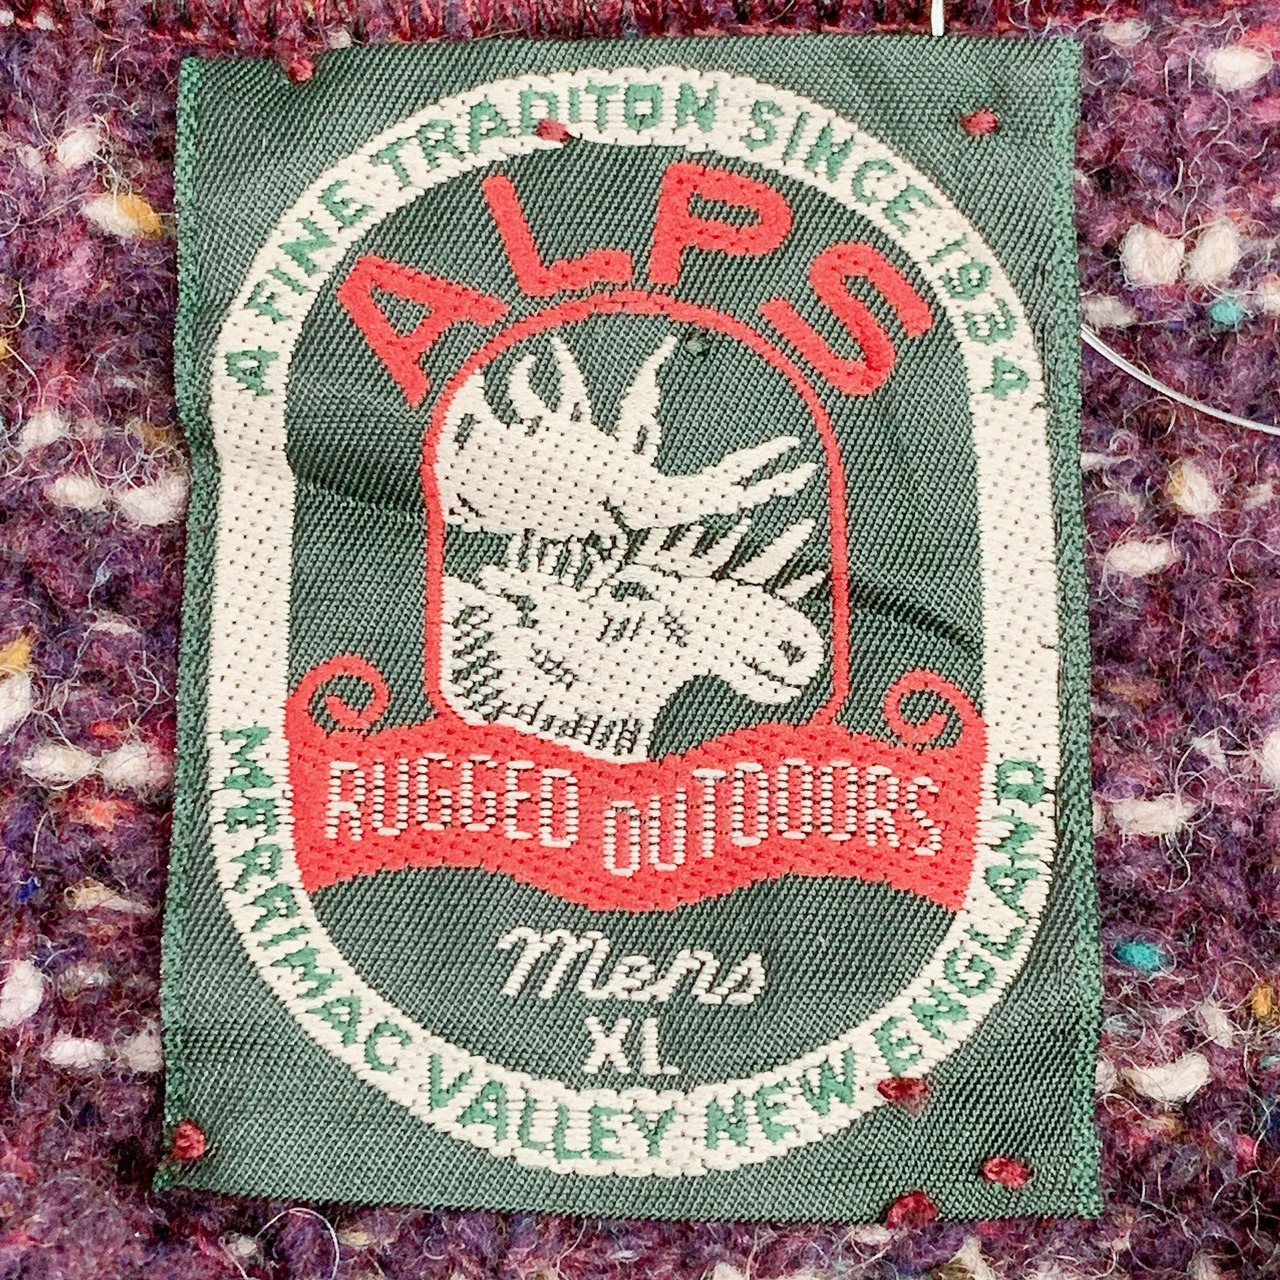 A FINE TRADITON SINCE 1934
ALPS
RUGGED OUTDOORS
Mens
XL
MERRIMAC VALLEY NEW ENGLAND